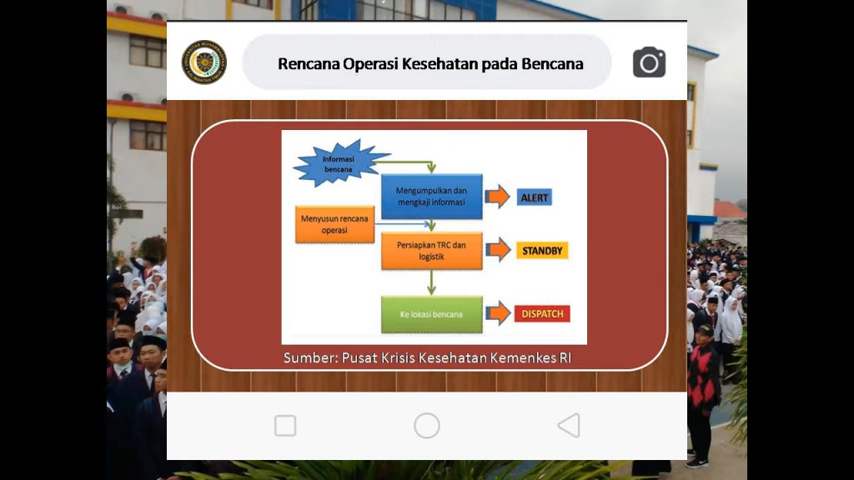 Rencana Operasi Kesehatan pada Bencana
Informasi
bencana
Mengumpulkan dan
mengkaji informasi
ALERT
Menyusun rencana
operasi
Persiapkan TRC dan
logistik
STANDBY
Ke lokasi bencana
DISPATCH
Sumber: Pusat Krisis Kesehatan Kemenkes RI